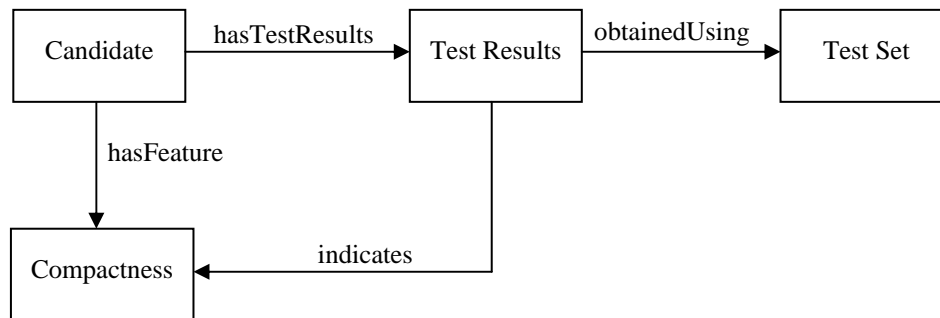 Candidate
hasTestResults
Test Results
obtainedUsing
Test Set
hasFeature
Compactness
indicates